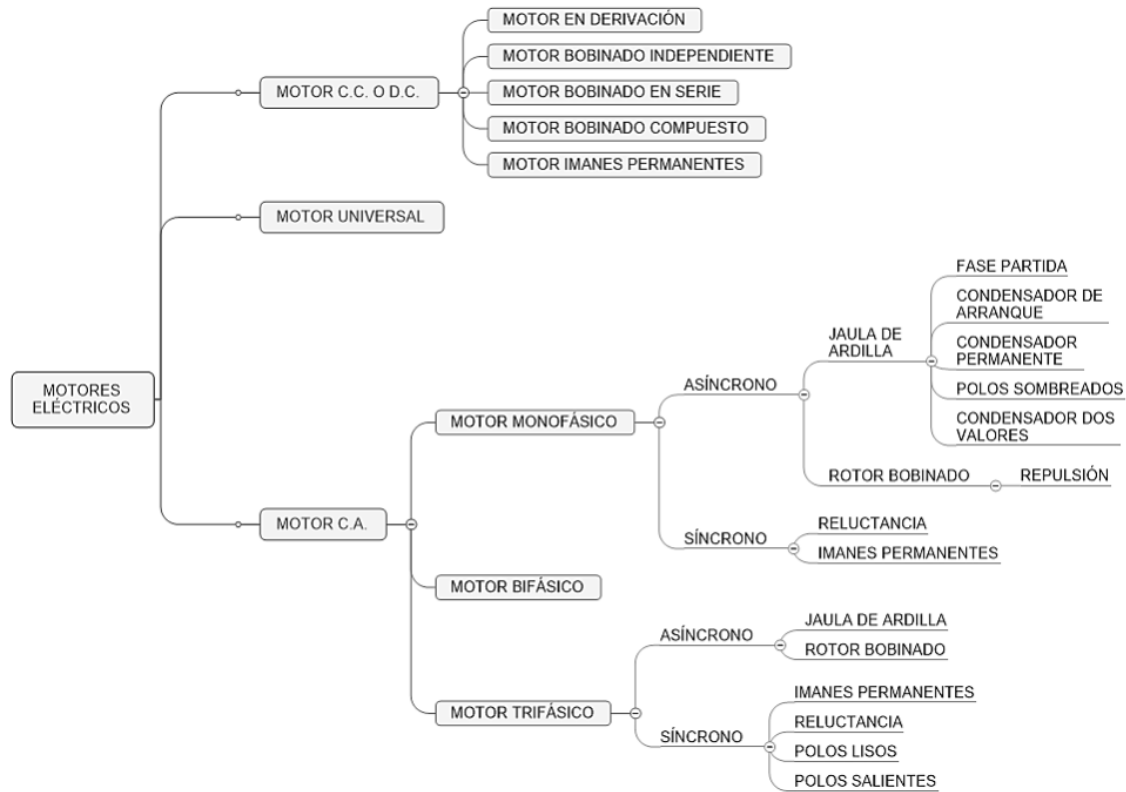 MOTORES
ELÉCTRICOS
MOTOR C.C. O D.C.
MOTOR EN DERIVACIÓN
MOTOR BOBINADO INDEPENDIENTE
MOTOR BOBINADO EN SERIE
MOTOR BOBINADO COMPUESTO
MOTOR IMANES PERMANENTES
MOTOR UNIVERSAL
MOTOR C.A.
MOTOR MONOFÁSICO
ASÍNCRONO
JAULA DE
ARDILLA
FASE PARTIDA
CONDENSADOR DE
ARRANQUE
CONDENSADOR
PERMANENTE
POLOS SOMBREADOS
CONDENSADOR DOS
VALORES
ROTOR BOBINADO
REPULSIÓN
SÍNCRONO
RELUCTANCIA
IMANES PERMANENTES
MOTOR BIFÁSICO
MOTOR TRIFÁSICO
ASÍNCRONO
JAULA DE ARDILLA
ROTOR BOBINADO
SÍNCRONO
IMANES PERMANENTES
RELUCTANCIA
POLOS LISOS
POLOS SALIENTES